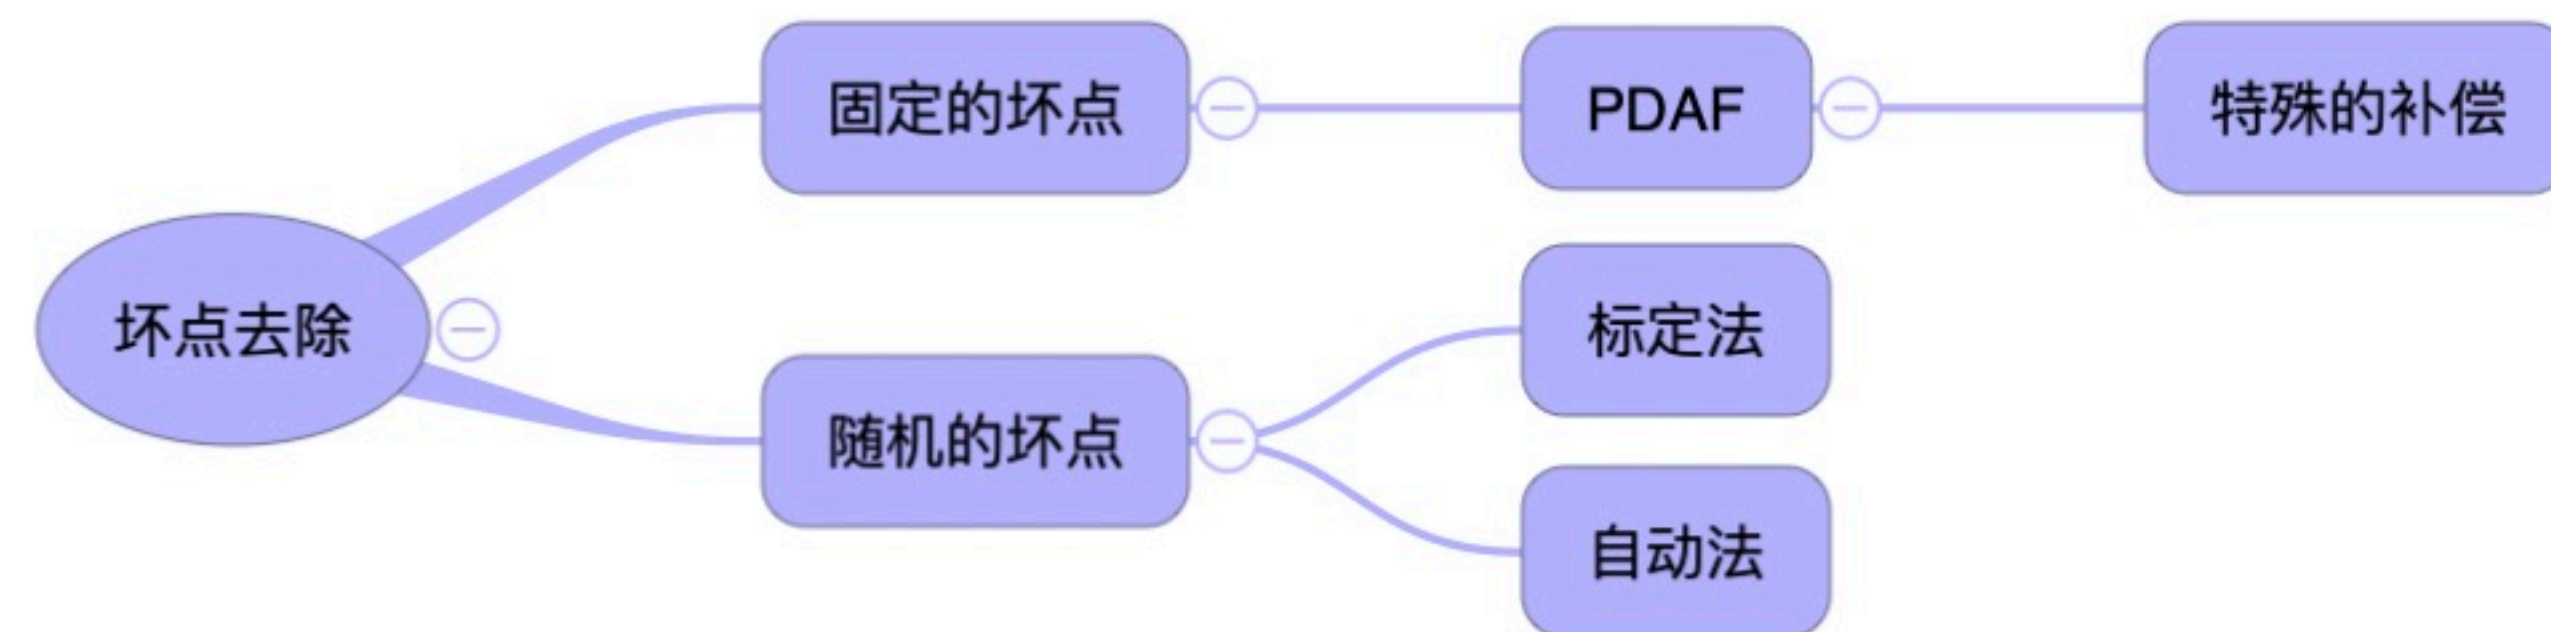 固定的坏点
PDAF
特殊的补偿
坏点去除
标定法
随机的坏点
自动法